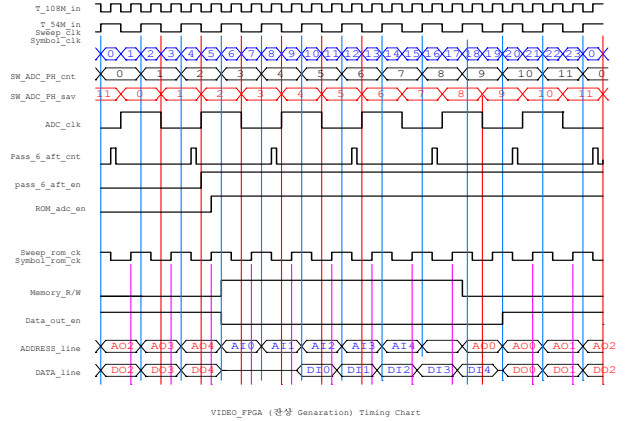 T_108M_in
T_54M_in
Sweep_clk
Symbol_clk
0 1 2 3 4 5 6 7 8 9 10 11 12 13 14 15 16 17 18 19 20 21 22 23 0
SW_ADC_PH_cnt 0 1 2 3 4 5 6 7 8 9 10 11 0
SW_ADC_PH_sav 11 0 1 2 3 4 5 6 7 8 9 10 11
ADC_clk
Pass_6_aft_cnt
pass_6_aft_en
ROM_adc_en
Sweep_rom_ck
Symbol_rom_ck
Memory_R/W
Data_out_en
ADDRESS_line AO2 AO3 AO4 AI0 AI1 AI2 AI3 AI4 AO0 AO0 AO1 AO2
DATA_line DO2 DO3 DO4 DI0 DI1 DI2 DI3 DI4 DO0 DO1 DO2
VIDEO_FPGA (잔상 Genaration) Timing Chart